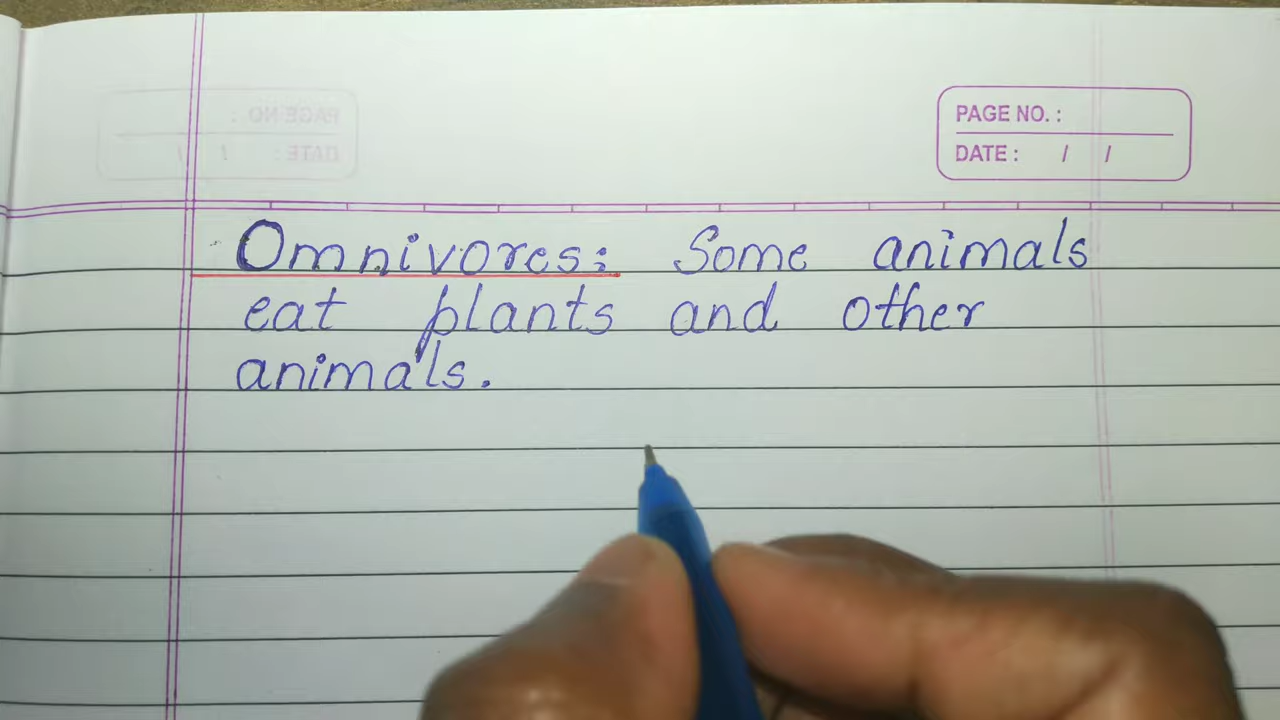 PAGE NO. :
DATE : / /
Omnivores: Some animals
eat plants and other
animals.